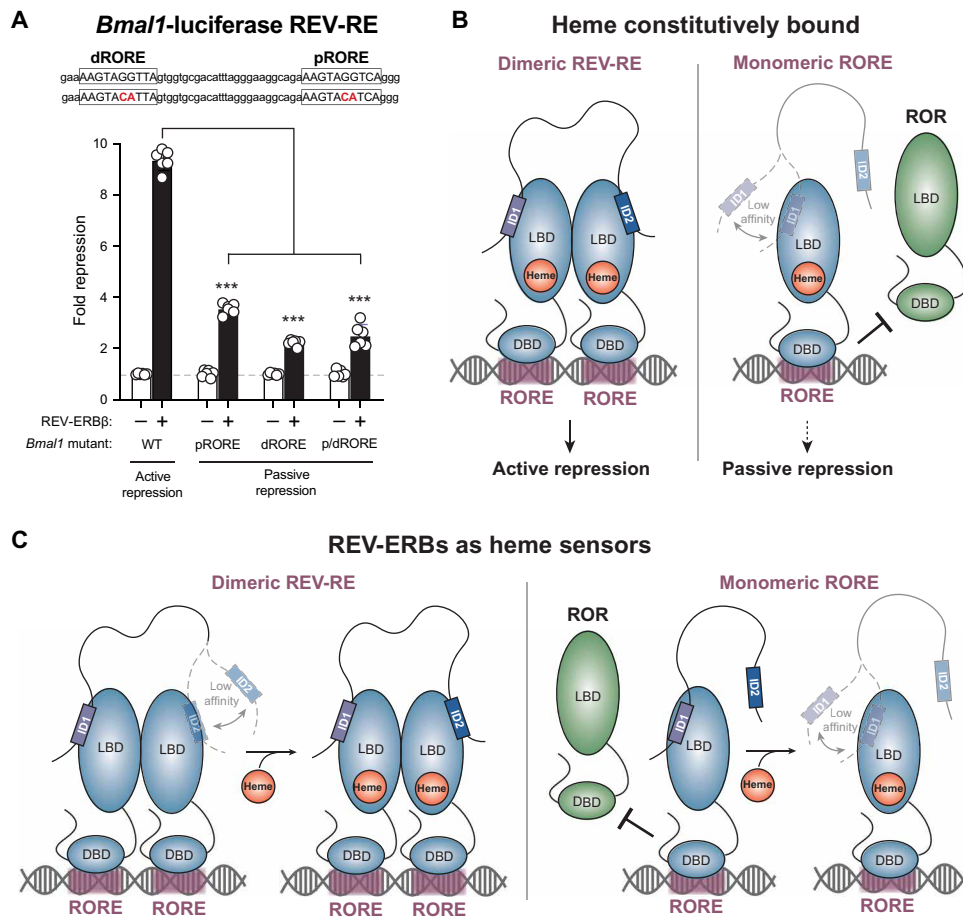 A
Bmal1-luciferase REV-RE
dRORE pRORE
gaaAAGTAGGTTAgtggtgcgacatttagggaaggcagaAAGTAGGTCAggg
gaaAAGTACATTAgtggtgcgacatttagggaaggcagaAAGTACATCAggg
Fold repression
10
8
6
4
2
0
***
***
***
REV-ERBβ: – + – + – + – +
Bmal1 mutant: WT pRORE dRORE p/dRORE
Active repression
Passive repression
B
Heme constitutively bound
Dimeric REV-RE
ID1
ID2
LBD LBD
Heme Heme
DBD DBD
RORE RORE
Active repression
Monomeric RORE
ROR
ID2
ID1
Low affinity
ID1
LBD
LBD
Heme
DBD
DBD
RORE
Passive repression
C
REV-ERBs as heme sensors
Dimeric REV-RE
ID2
Low affinity
ID1
ID2
LBD LBD
DBD DBD
RORE RORE
Heme
ID1
ID2
LBD LBD
Heme Heme
DBD DBD
RORE RORE
Monomeric RORE
ROR
LBD
DBD
ID2
ID1
LBD
DBD
RORE
Heme
ID2
ID1
Low affinity
ID1
LBD
Heme
DBD
RORE